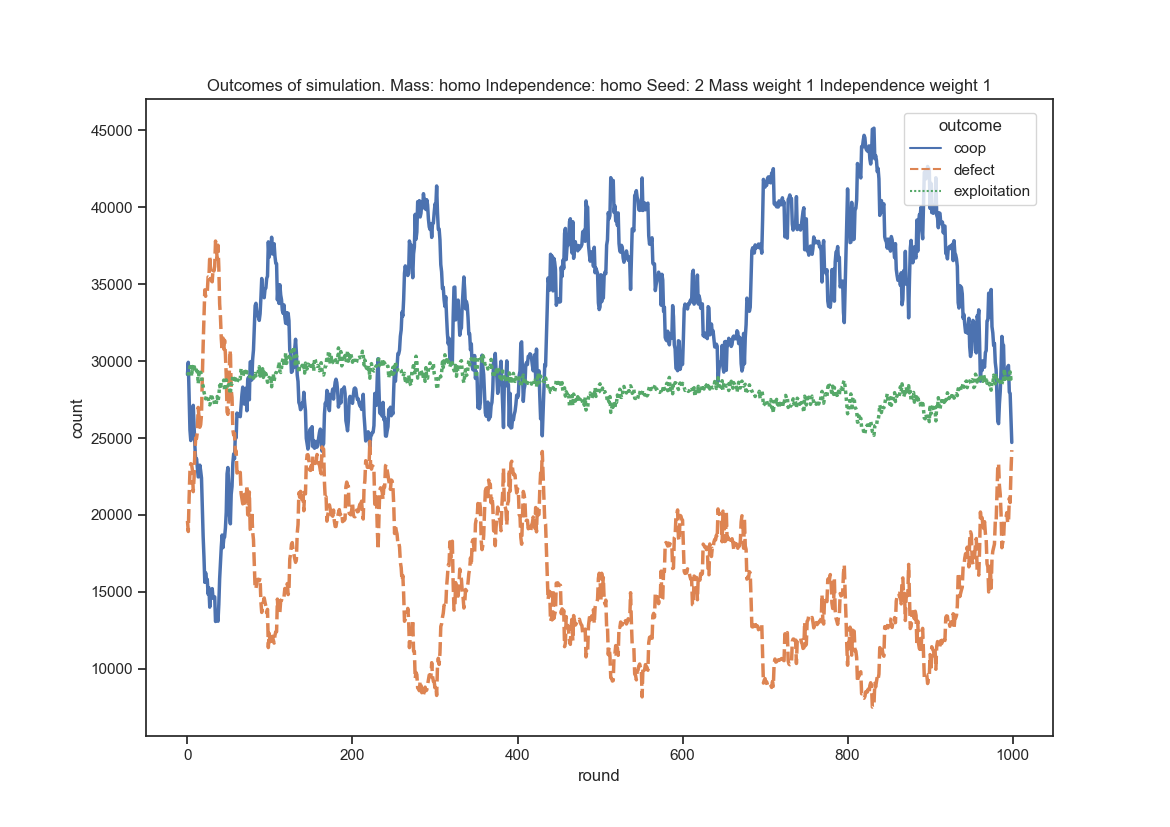 Outcomes of simulation. Mass: homo Independence: homo Seed: 2 Mass weight 1 Independence weight 1
outcome
coop
defect
exploitation
45000
40000
35000
30000
25000
20000
15000
10000
count
0 200 400 600 800 1000
round